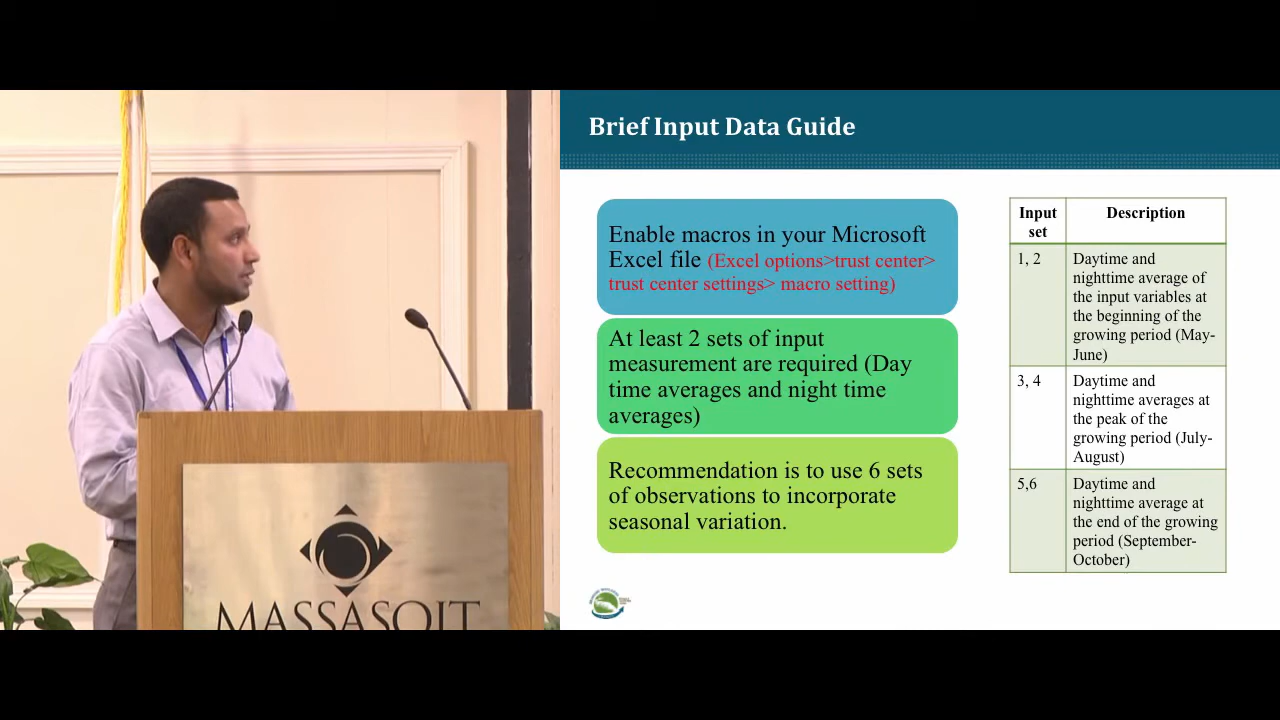 Brief Input Data Guide
Enable macros in your Microsoft
Excel file (Excel options>trust center>
trust center settings> macro setting)
At least 2 sets of input
measurement are required (Day
time averages and night time
averages)
Recommendation is to use 6 sets
of observations to incorporate
seasonal variation.
Input
set
Description
1, 2
Daytime and
nighttime average of
the input variables at
the beginning of the
growing period (May-
June)
3, 4
Daytime and
nighttime averages at
the peak of the
growing period (July-
August)
5,6
Daytime and
nighttime average at
the end of the growing
period (September-
October)
MASSASOIT